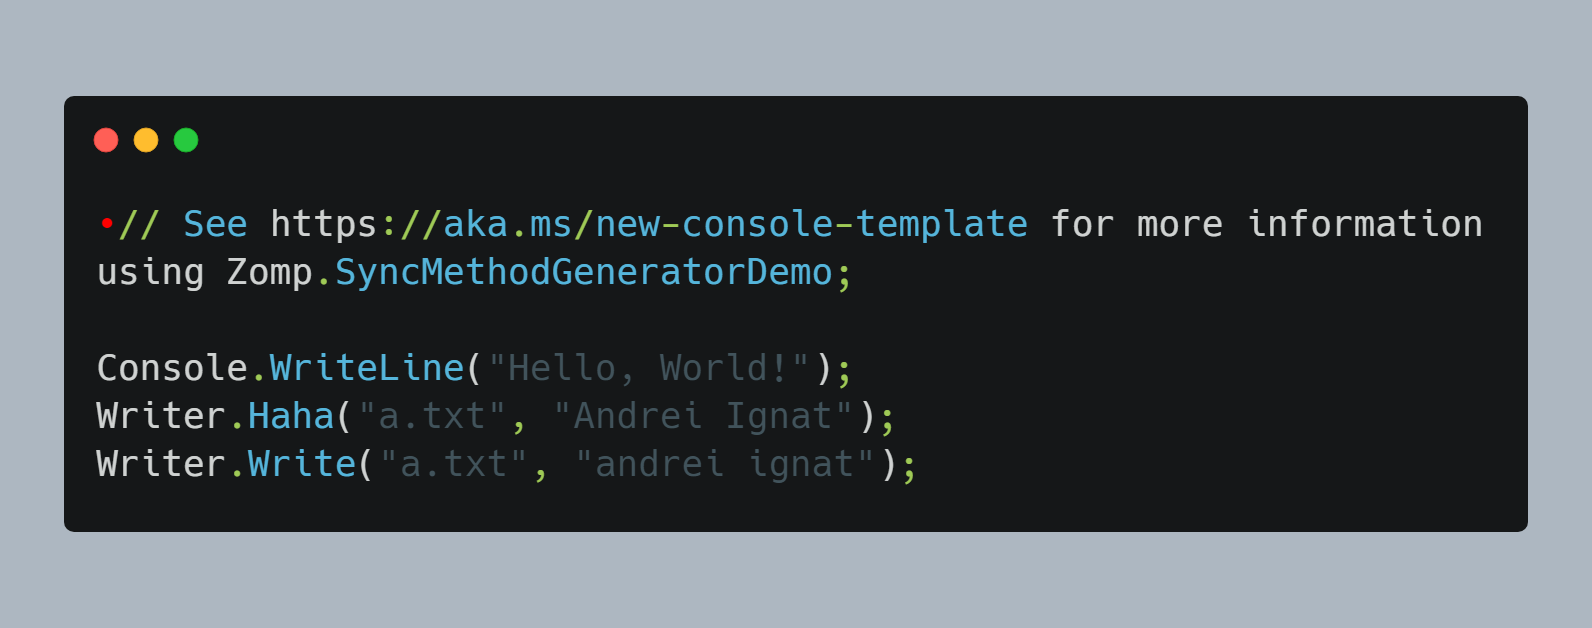 •// See https://aka.ms/new-console-template for more information
using Zomp.SyncMethodGeneratorDemo;
Console.WriteLine("Hello, World!");
Writer.Haha("a.txt", "Andrei Ignat");
Writer.Write("a.txt", "andrei ignat");